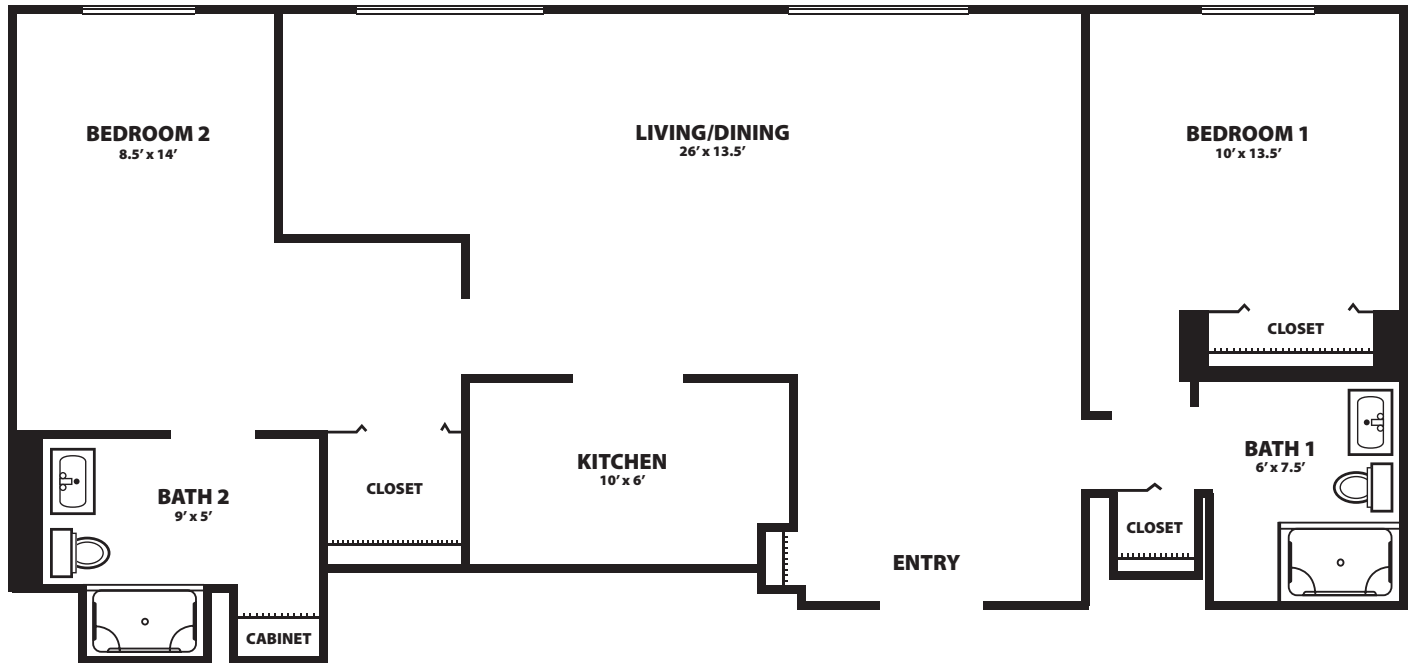 BEDROOM 2
8.5’ x 14’
LIVING/DINING
26’ x 13.5’
BEDROOM 1
10’ x 13.5’
CLOSET
KITCHEN
10’ x 6’
BATH 1
6’ x 7.5’
BATH 2
9’ x 5’
CLOSET
CLOSET
ENTRY
CABINET